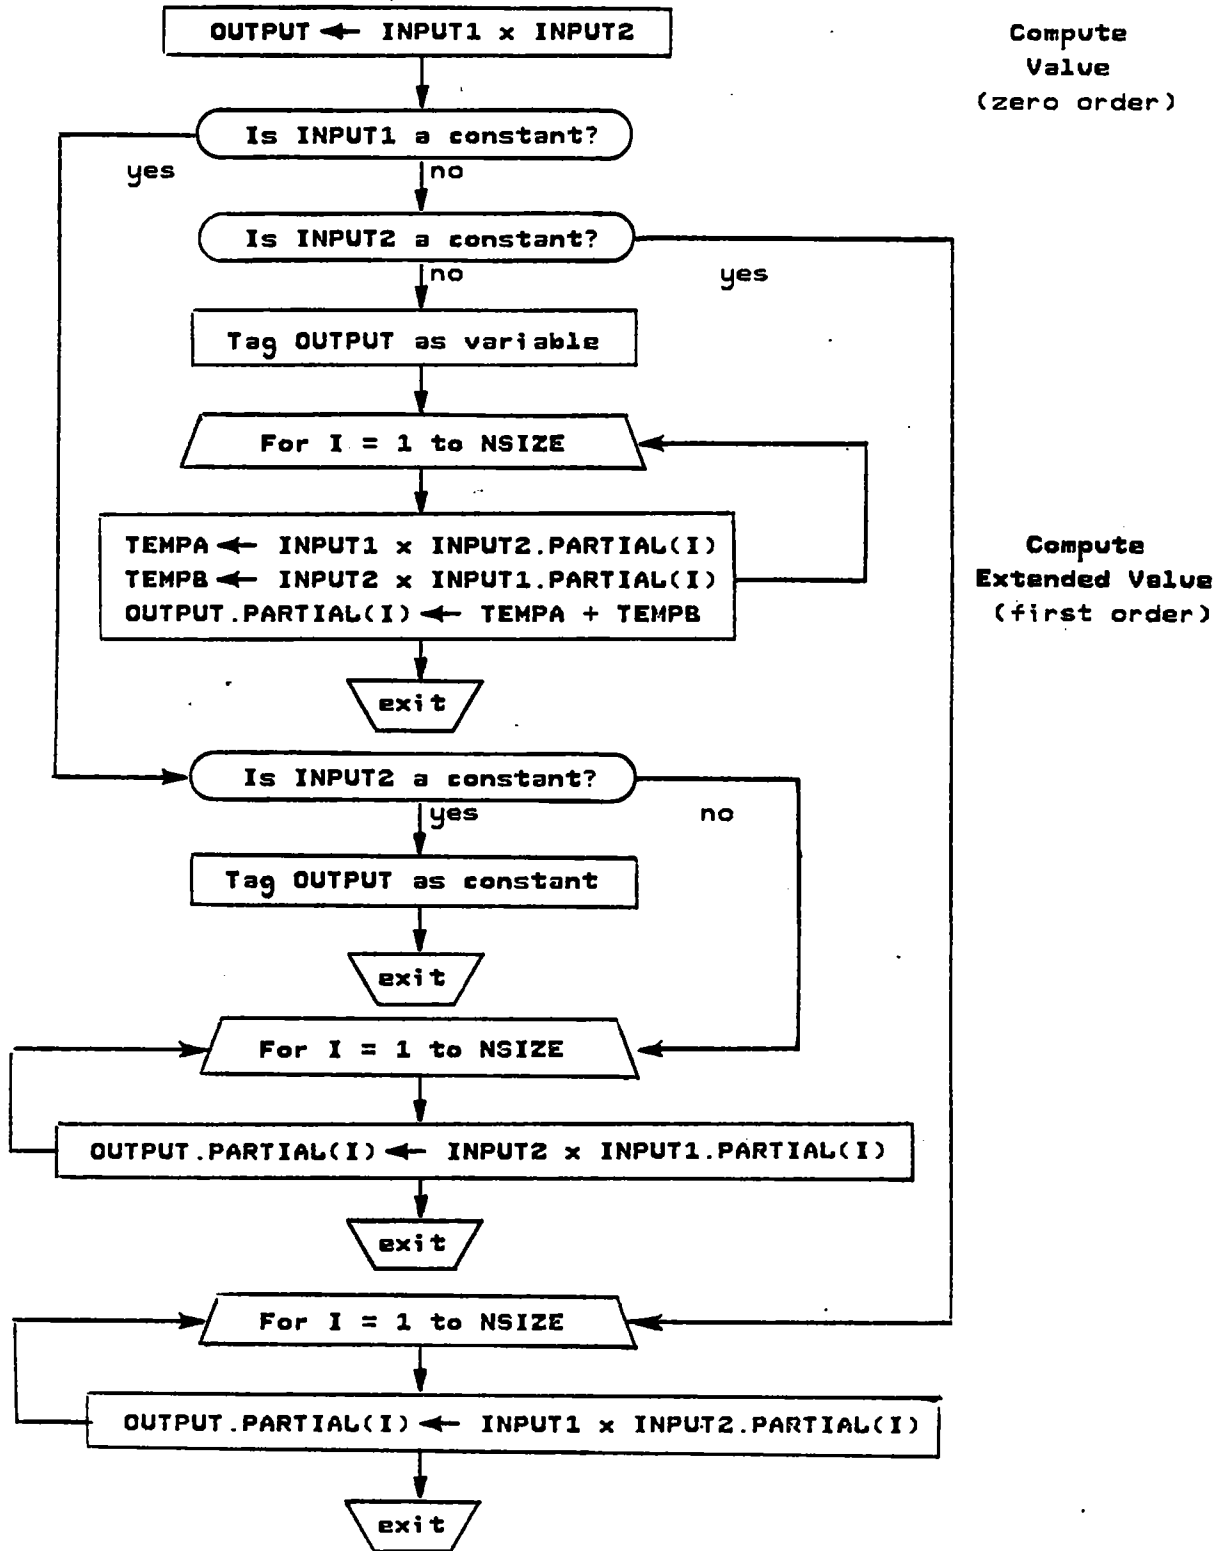 OUTPUT ← INPUT1 x INPUT2
Compute
Value
(zero order)
Is INPUT1 a constant?
yes
no
Is INPUT2 a constant?
no
yes
Tag OUTPUT as variable
For I = 1 to NSIZE
TEMPA ← INPUT1 x INPUT2.PARTIAL(I)
TEMPB ← INPUT2 x INPUT1.PARTIAL(I)
OUTPUT.PARTIAL(I) ← TEMPA + TEMPB
Compute
Extended Value
(first order)
exit
Is INPUT2 a constant?
yes
no
Tag OUTPUT as constant
exit
For I = 1 to NSIZE
OUTPUT.PARTIAL(I) ← INPUT2 x INPUT1.PARTIAL(I)
exit
For I = 1 to NSIZE
OUTPUT.PARTIAL(I) ← INPUT1 x INPUT2.PARTIAL(I)
exit